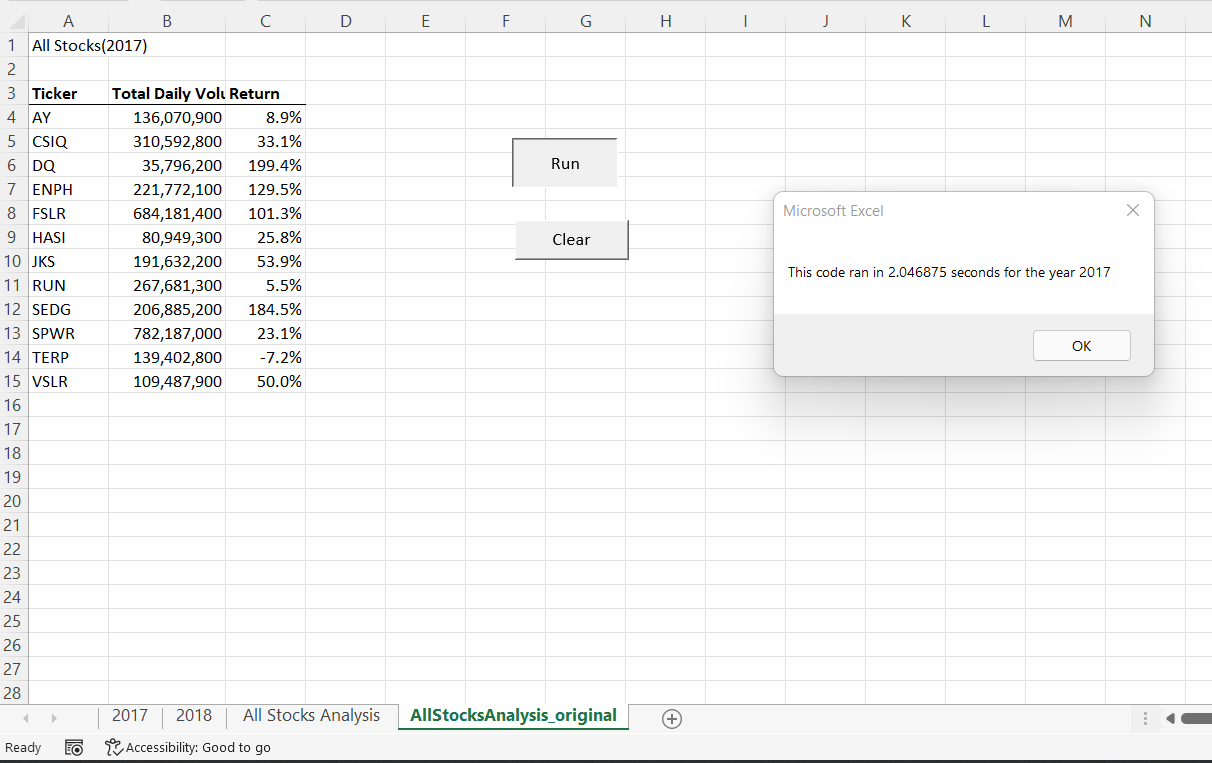 A B C D E F G H I J K L M N
1 All Stocks(2017)
2
3 Ticker Total Daily Volu Return
4 AY 136,070,900 8.9%
5 CSIQ 310,592,800 33.1%
6 DQ 35,796,200 199.4%
7 ENPH 221,772,100 129.5%
8 FSLR 684,181,400 101.3%
9 HASI 80,949,300 25.8%
10 JKS 191,632,200 53.9%
11 RUN 267,681,300 5.5%
12 SEDG 206,885,200 184.5%
13 SPWR 782,187,000 23.1%
14 TERP 139,402,800 -7.2%
15 VSLR 109,487,900 50.0%
16
17
18
19
20
21
22
23
24
25
26
27
28
Run
Clear
Microsoft Excel
This code ran in 2.046875 seconds for the year 2017
OK
2017 2018 All Stocks Analysis AllStocksAnalysis_original
Ready Accessibility: Good to go